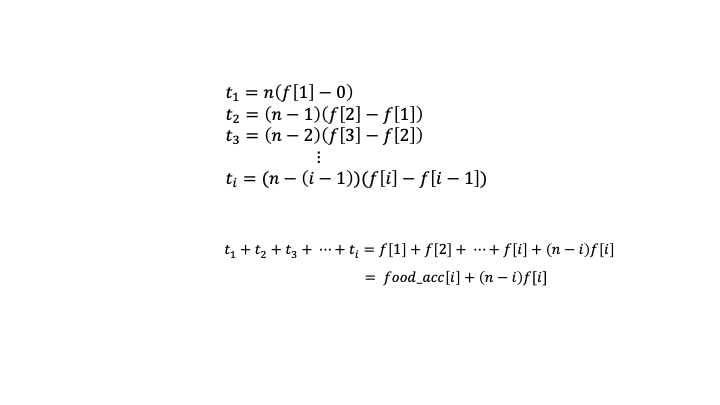 t₁ = n(f[1] − 0)
t₂ = (n − 1)(f[2] − f[1])
t₃ = (n − 2)(f[3] − f[2])
⋮
tᵢ = (n − (i − 1))(f[i] − f[i − 1])
t₁ + t₂ + t₃ + ⋯ + tᵢ = f[1] + f[2] + ⋯ + f[i] + (n − i)f[i]
= food_acc[i] + (n − i)f[i]